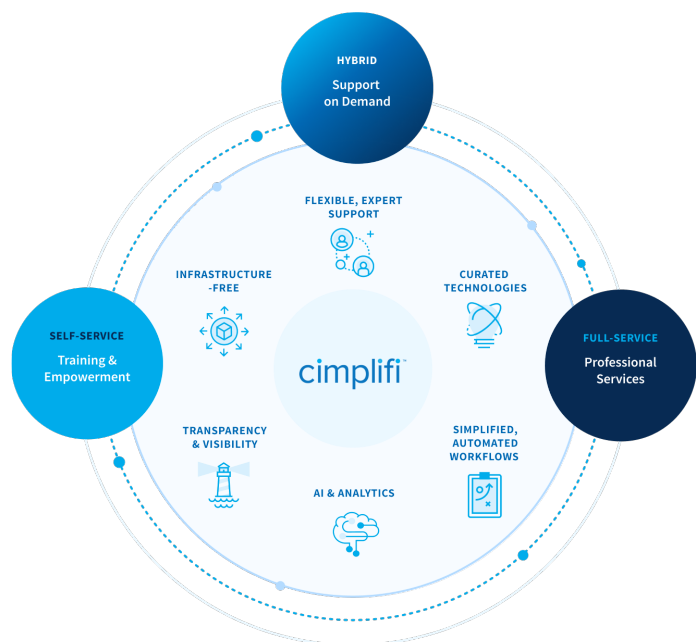 HYBRID
Support
on Demand
FLEXIBLE, EXPERT
SUPPORT
INFRASTRUCTURE
-FREE
CURATED
TECHNOLOGIES
SELF-SERVICE
Training &
Empowerment
cimplifi™
FULL-SERVICE
Professional
Services
TRANSPARENCY
& VISIBILITY
SIMPLIFIED,
AUTOMATED
WORKFLOWS
AI & ANALYTICS